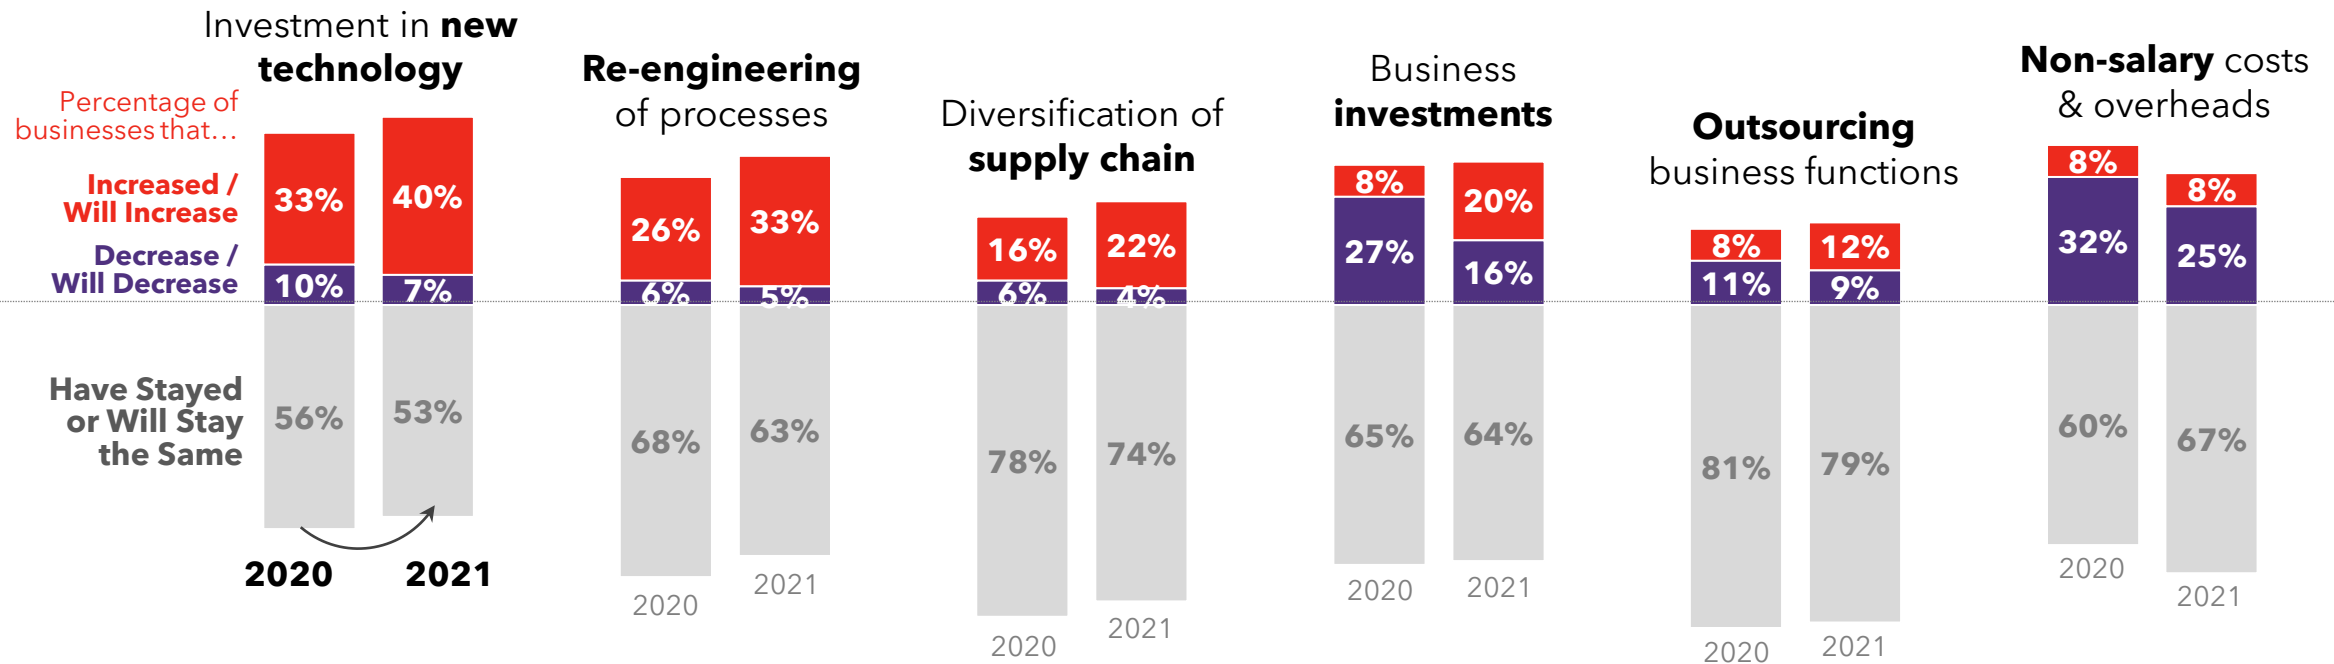 Investment in new
technology
Percentage of
businesses that...
Increased /
Will Increase
Decrease /
Will Decrease
Have Stayed
or Will Stay
the Same
33%
40%
10%
7%
56%
53%
2020
2021
Re-engineering
of processes
26%
33%
6%
5%
68%
63%
2020
2021
Diversification of
supply chain
16%
22%
6%
4%
78%
74%
2020
2021
Business
investments
8%
20%
27%
16%
65%
64%
2020
2021
Outsourcing
business functions
8%
12%
11%
9%
81%
79%
2020
2021
Non-salary costs
& overheads
8%
8%
32%
25%
60%
67%
2020
2021